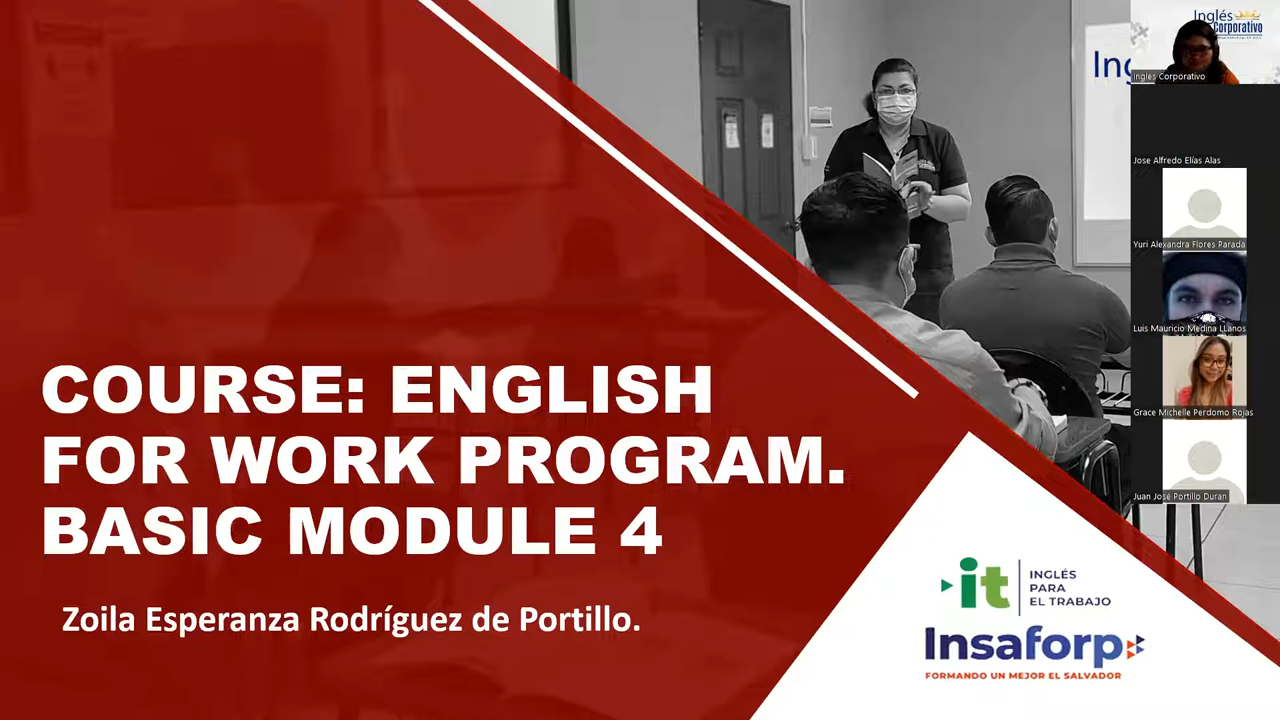 COURSE: ENGLISH
FOR WORK PROGRAM.
BASIC MODULE 4
Zoila Esperanza Rodríguez de Portillo.
it
INGLÉS
PARA
EL TRABAJO
Insaforp
FORMANDO UN MEJOR EL SALVADOR
Ing
Inglés
Corporativo
Ingles Corporativo
Jose Alfredo Elías Alas
Yuri Alexandra Flores Parada
Luis Mauricio Medina LLanos
Grace Michelle Perdomo Rojas
Juan José Portillo Duran